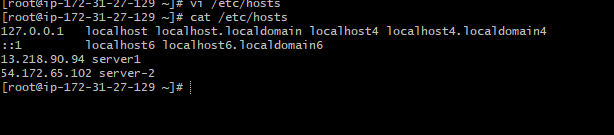 [root@ip-172-31-27-129 ~]# vi /etc/hosts
[root@ip-172-31-27-129 ~]# cat /etc/hosts
127.0.0.1   localhost localhost.localdomain localhost4 localhost4.localdomain4
::1         localhost6 localhost6.localdomain6
13.218.90.94 server1
54.172.65.102 server-2
[root@ip-172-31-27-129 ~]#